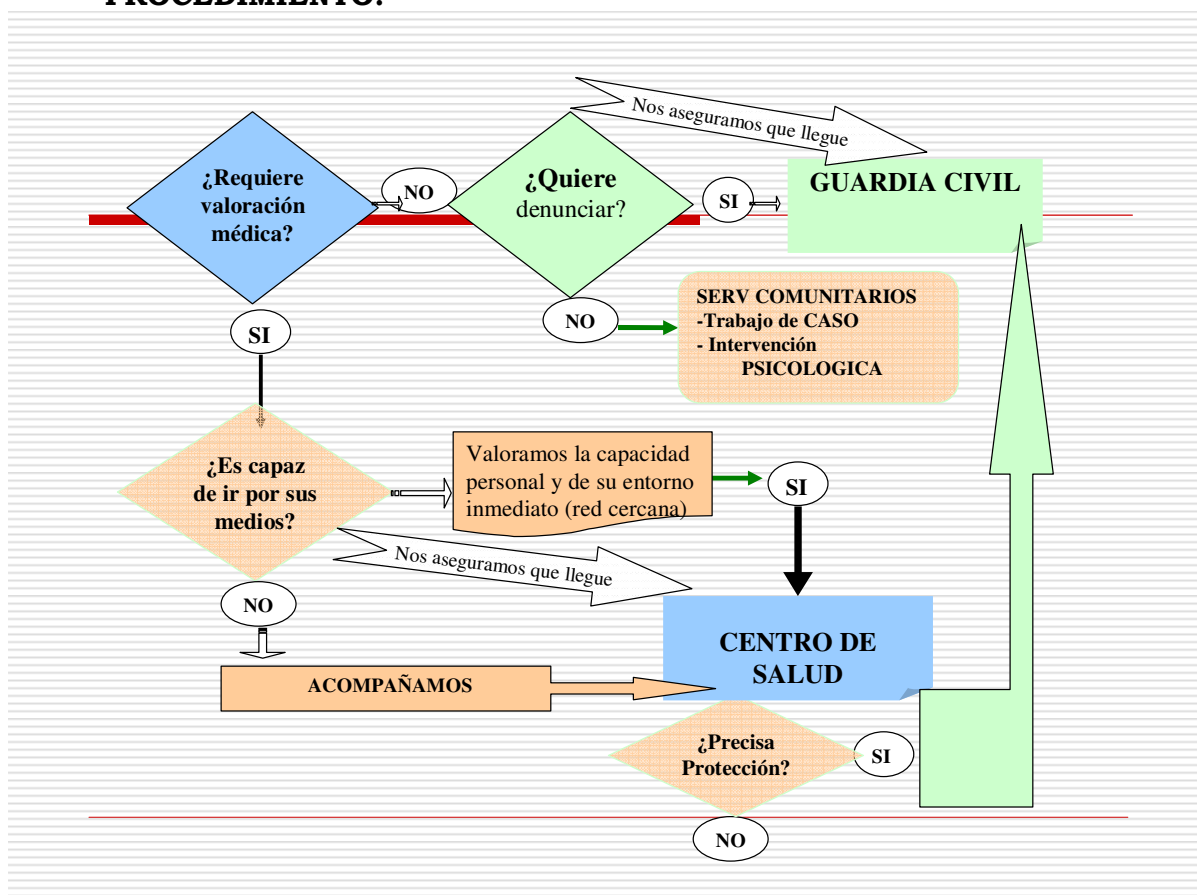 PROCEDIMIENTO:
Nos aseguramos que llegue
¿Requiere
valoración
médica?
NO
¿Quiere
denunciar?
SI
GUARDIA CIVIL
SI
NO
SERV COMUNITARIOS
-Trabajo de CASO
- Intervención
PSICOLOGICA
¿Es capaz
de ir por sus
medios?
Valoramos la capacidad
personal y de su entorno
inmediato (red cercana)
SI
Nos aseguramos que llegue
NO
ACOMPAÑAMOS
CENTRO DE
SALUD
¿Precisa
Protección?
SI
NO